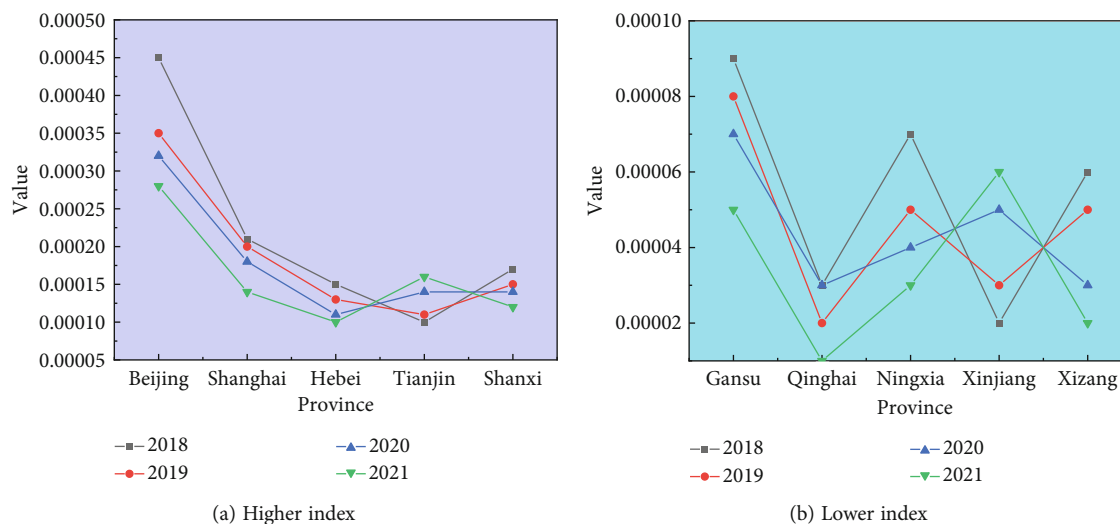 0.00050
0.00045
0.00040
0.00035
0.00030
0.00025
0.00020
0.00015
0.00010
0.00005
Value
Beijing Shanghai Hebei Tianjin Shanxi
Province
2018 2020
2019 2021
(a) Higher index
0.00010
0.00008
0.00006
0.00004
0.00002
Value
Gansu Qinghai Ningxia Xinjiang Xizang
Province
2018 2020
2019 2021
(b) Lower index